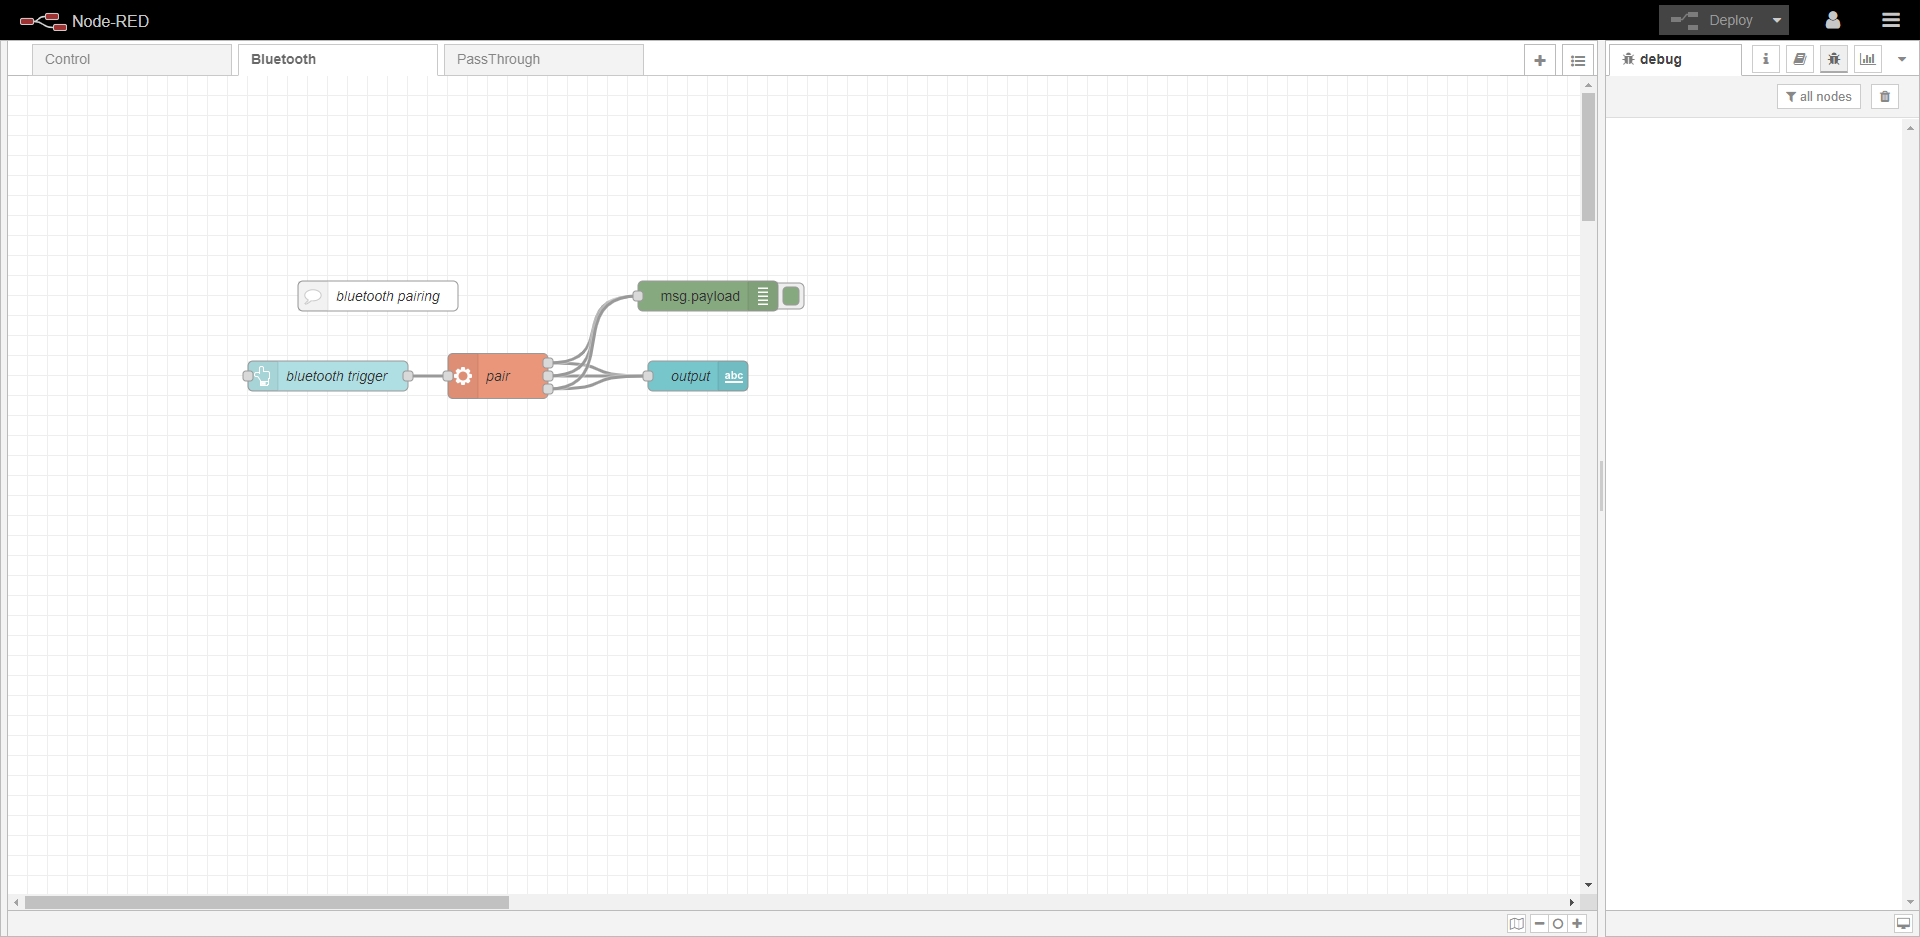 Node-RED
Deploy
Control
Bluetooth
PassThrough
debug
i
all nodes
bluetooth pairing
msg.payload
bluetooth trigger
pair
output
abc